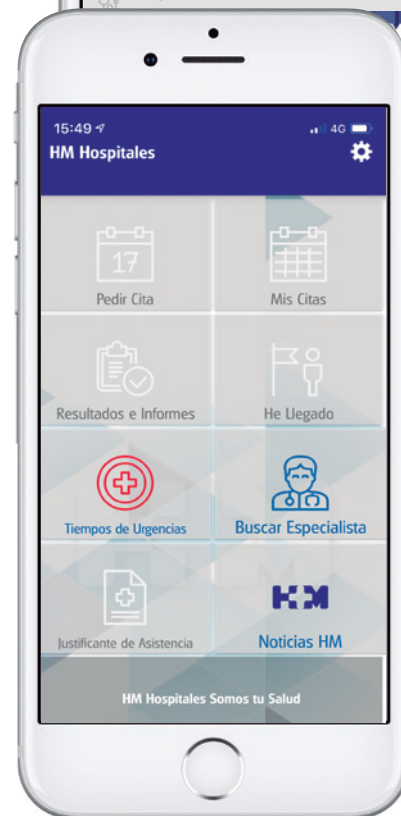 15:49 4G
HM Hospitales
17
Pedir Cita
Mis Citas
Resultados e Informes
He Llegado
Tiempos de Urgencias
Buscar Especialista
HM
Justificante de Asistencia
Noticias HM
HM Hospitales Somos tu Salud